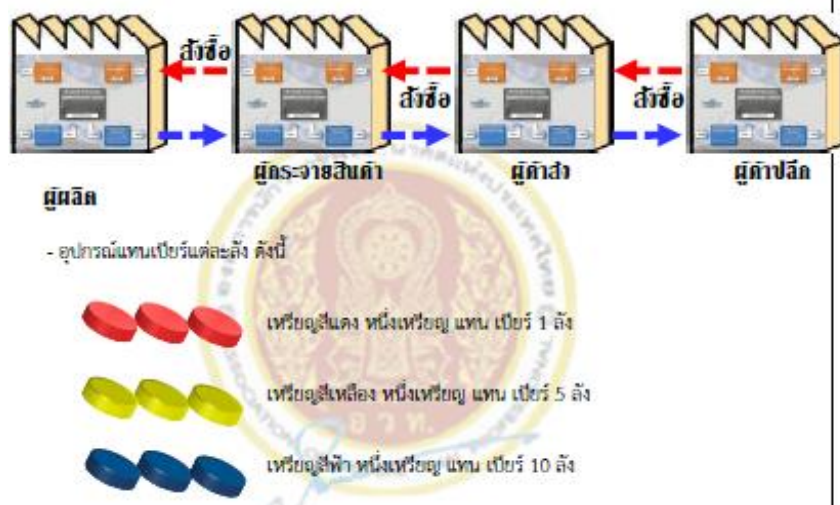 สั่งซื้อ
สั่งซื้อ
สั่งซื้อ
ผู้ผลิต
ผู้กระจายสินค้า
ผู้ค้าส่ง
ผู้ค้าปลีก
- อุปกรณ์แทนเบียร์แต่ละลัง ดังนี้
เหรียญสีแดง หนึ่งเหรียญ แทน เบียร์ 1 ลัง
เหรียญสีเหลือง หนึ่งเหรียญ แทน เบียร์ 5 ลัง
เหรียญสีฟ้า หนึ่งเหรียญ แทน เบียร์ 10 ลัง
อ ว ท.